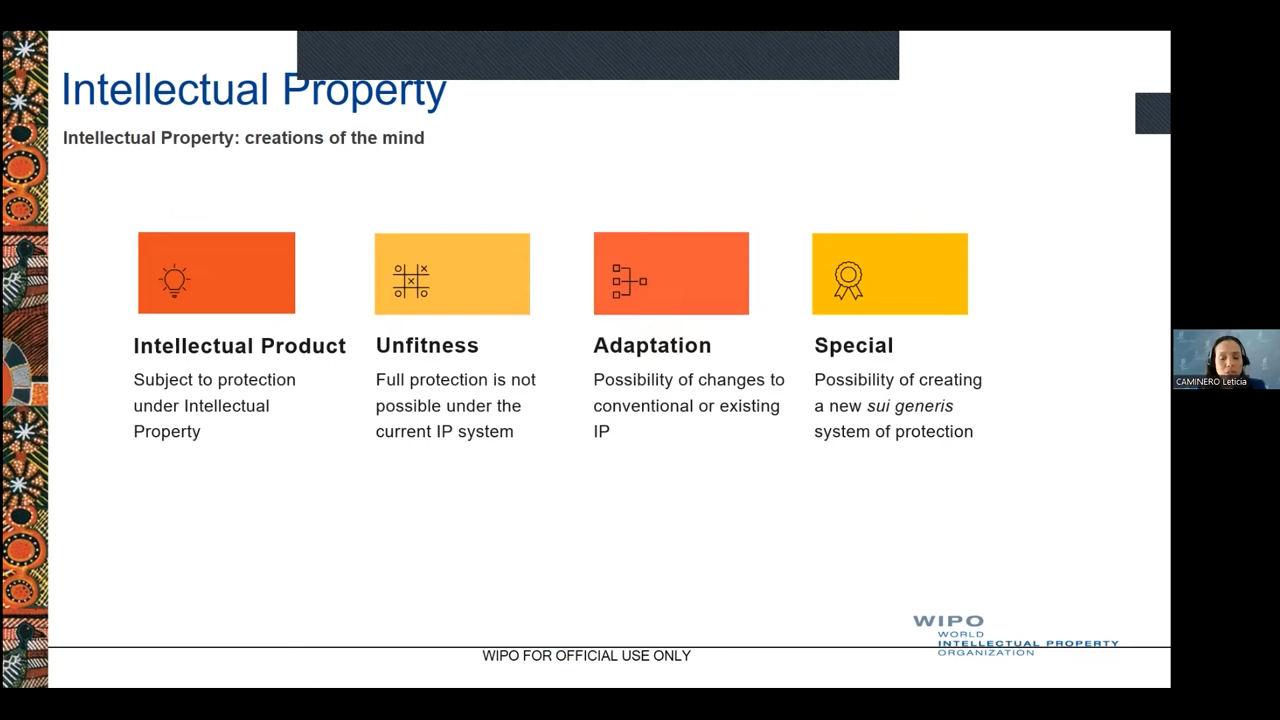 Intellectual Property
Intellectual Property: creations of the mind
Intellectual Product
Subject to protection
under Intellectual
Property
Unfitness
Full protection is not
possible under the
current IP system
Adaptation
Possibility of changes to
conventional or existing
IP
Special
Possibility of creating
a new sui generis
system of protection
CAMINERO Leticia
WIPO
WORLD
INTELLECTUAL PROPERTY
ORGANIZATION
WIPO FOR OFFICIAL USE ONLY